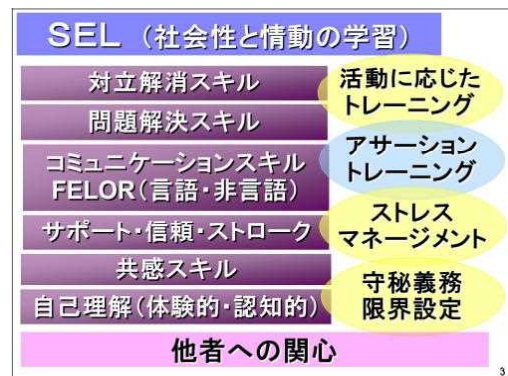 SEL (社会性と情動の学習)
対立解消スキル
問題解決スキル
コミュニケーションスキル
FELOR(言語・非言語)
サポート・信頼・ストローク
共感スキル
自己理解(体験的・認知的)
活動に応じた
トレーニング
アサーション
トレーニング
ストレス
マネージメント
守秘義務
限界設定
他者への関心
3